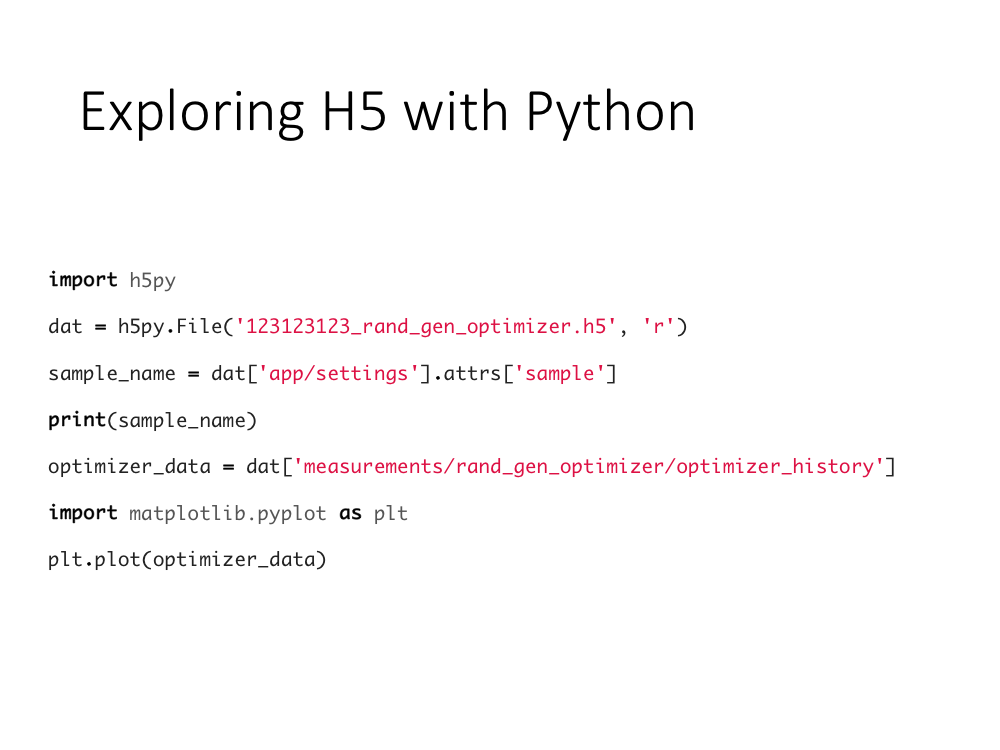 Exploring H5 with Python
import h5py
dat = h5py.File('123123123_rand_gen_optimizer.h5', 'r')
sample_name = dat['app/settings'].attrs['sample']
print(sample_name)
optimizer_data = dat['measurements/rand_gen_optimizer/optimizer_history']
import matplotlib.pyplot as plt
plt.plot(optimizer_data)